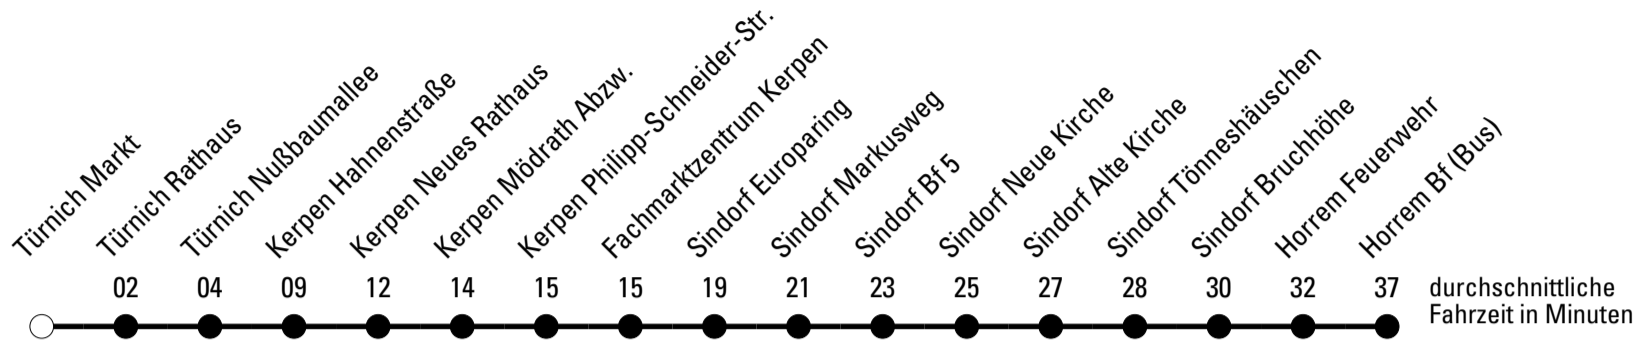 Türnich Markt
Türnich Rathaus
Türnich Nußbaumallee
Kerpen Hahnenstraße
Kerpen Neues Rathaus
Kerpen Mödrath Abzw.
Kerpen Philipp-Schneider-Str.
Fachmarktzentrum Kerpen
Sindorf Europaring
Sindorf Markusweg
Sindorf Bf 5
Sindorf Neue Kirche
Sindorf Alte Kirche
Sindorf Tönneshäuschen
Sindorf Bruchhöhe
Horrem Feuerwehr
Horrem Bf (Bus)
02 04 09 12 14 15 15 19 21 23 25 27 28 30 32 37 durchschnittliche
Fahrzeit in Minuten